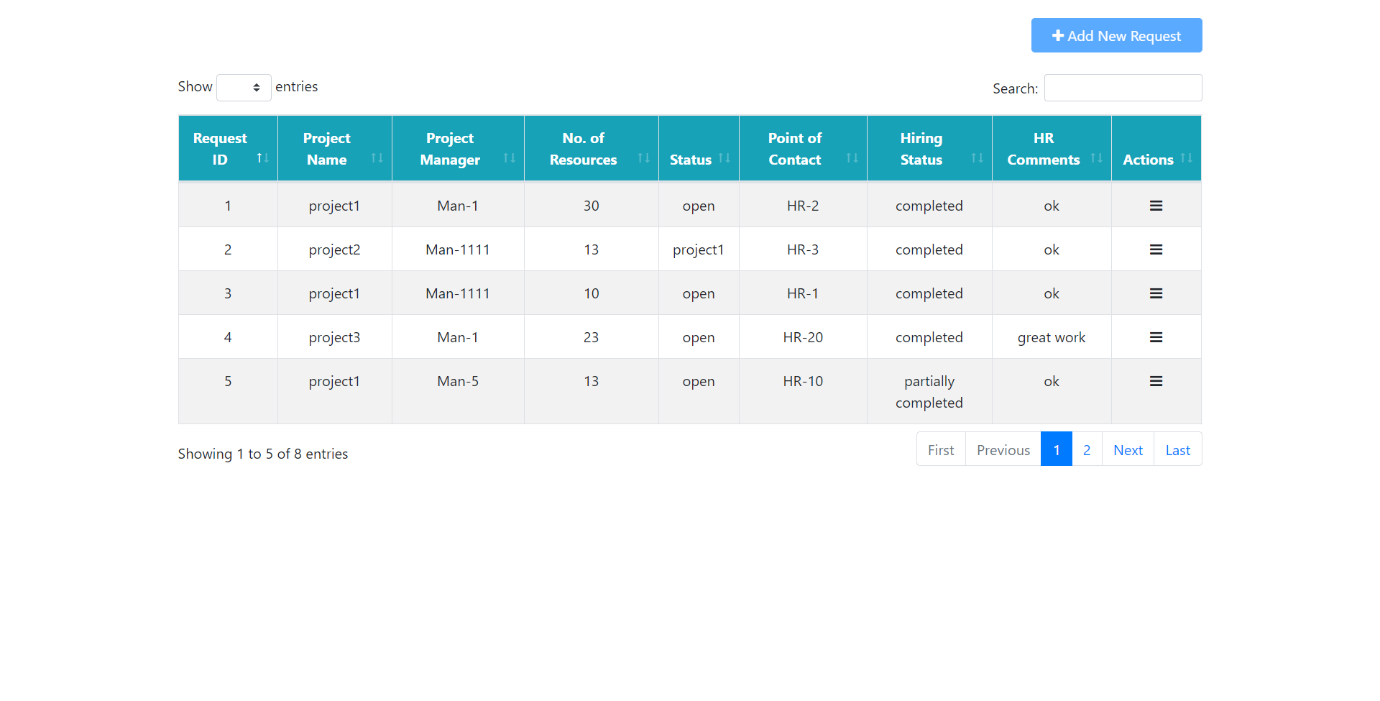 Add New Request
Show entries
Search:
Request ID Project Name Project Manager No. of Resources Status Point of Contact Hiring Status HR Comments Actions
1 project1 Man-1 30 open HR-2 completed ok
2 project2 Man-1111 13 project1 HR-3 completed ok
3 project1 Man-1111 10 open HR-1 completed ok
4 project3 Man-1 23 open HR-20 completed great work
5 project1 Man-5 13 open HR-10 partially completed ok
Showing 1 to 5 of 8 entries
First Previous 1 2 Next Last